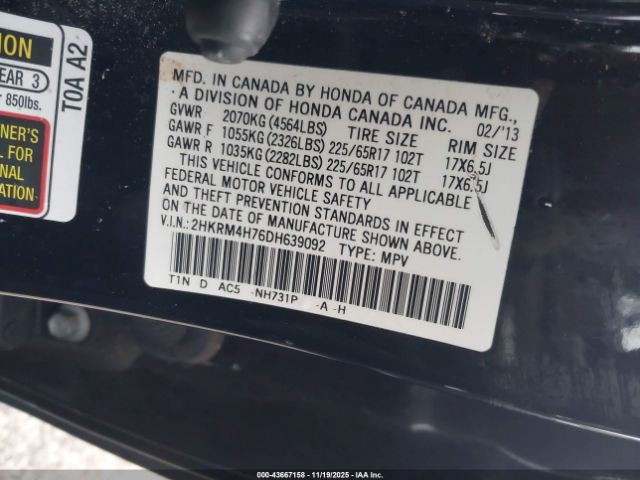 ION
EAR 3
r 850lbs.
NER'S
L FOR
ONAL
ATION
T0A A2
MFD. IN CANADA BY HONDA OF CANADA MFG.,
A DIVISION OF HONDA CANADA INC. 02/'13
GVWR 2070KG(4564LBS) TIRE SIZE RIM SIZE
GAWR F 1055KG(2326LBS) 225/65R17 102T 17X6.5J
GAWR R 1035KG(2282LBS) 225/65R17 102T 17X6.5J
THIS VEHICLE CONFORMS TO ALL APPLICABLE
FEDERAL MOTOR VEHICLE SAFETY
AND THEFT PREVENTION STANDARDS IN EFFECT
ON THE DATE OF MANUFACTURE SHOWN ABOVE.
V.I.N.:2HKRM4H76DH639092 TYPE: MPV
T1N D AC5 -NH731P -A -H
000-43667158 - 11/19/2025 - IAA Inc.